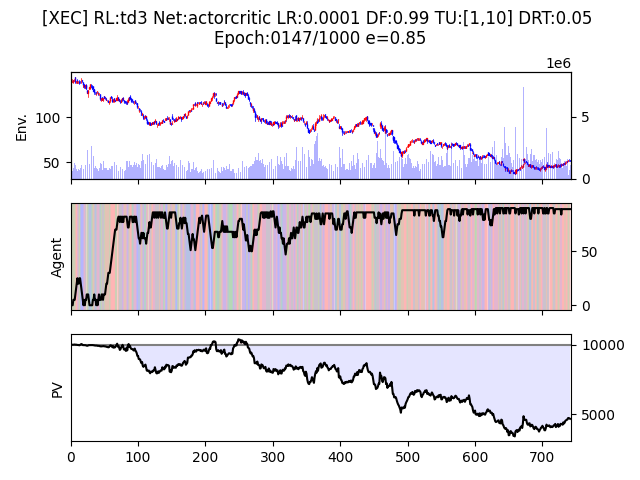 [XEC] RL:td3 Net:actorcritic LR:0.0001 DF:0.99 TU:[1,10] DRT:0.05
Epoch:0147/1000 e=0.85
1e6
Env.
100
50
5
0
Agent
50
0
PV
10000
5000
0 100 200 300 400 500 600 700